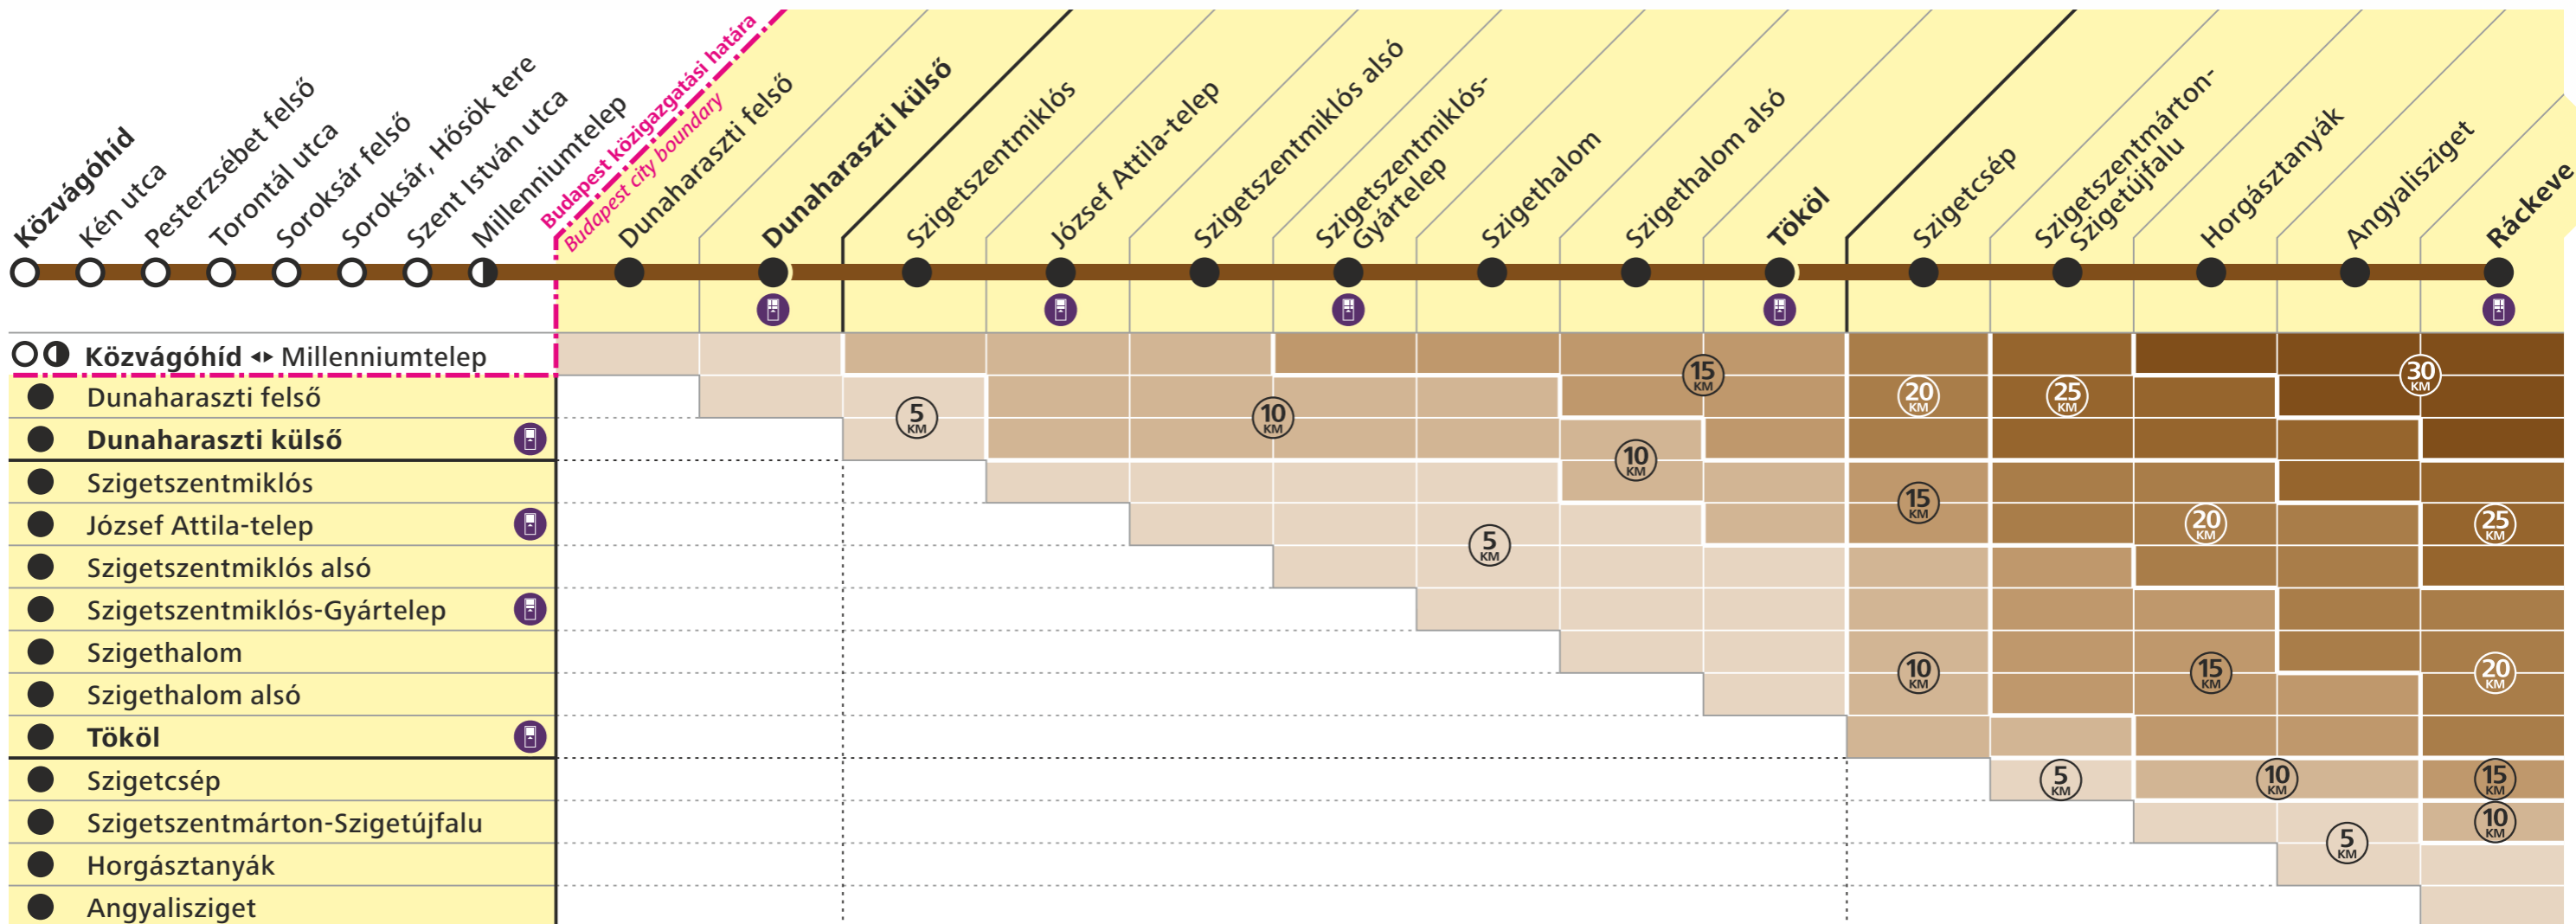 Közvágóhíd
Kén utca
Pesterzsébet felső
Torontál utca
Soroksár felső
Soroksár, Hősök tere
Szent István utca
Millenniumtelep
Budapest közigazgatási határa
Budapest city boundary
Dunaharaszti felső
Dunaharaszti külső
Szigetszentmiklós
József Attila-telep
Szigetszentmiklós alsó
Szigetszentmiklós-
Gyártelep
Szigethalom
Szigethalom alsó
Tököl
Szigetcsép
Szigetszentmárton-
Szigetújfalu
Horgásztanyák
Angyalisziget
Ráckeve
Közvágóhíd ◂▸ Millenniumtelep
15
KM
30
KM
Dunaharaszti felső
20
KM
25
KM
5
KM
10
KM
Dunaharaszti külső
10
KM
Szigetszentmiklós
15
KM
József Attila-telep
20
KM
25
KM
5
KM
Szigetszentmiklós alsó
Szigetszentmiklós-Gyártelep
Szigethalom
10
KM
15
KM
20
KM
Szigethalom alsó
Tököl
Szigetcsép
5
KM
10
KM
15
KM
Szigetszentmárton-Szigetújfalu
10
KM
5
KM
Horgásztanyák
Angyalisziget